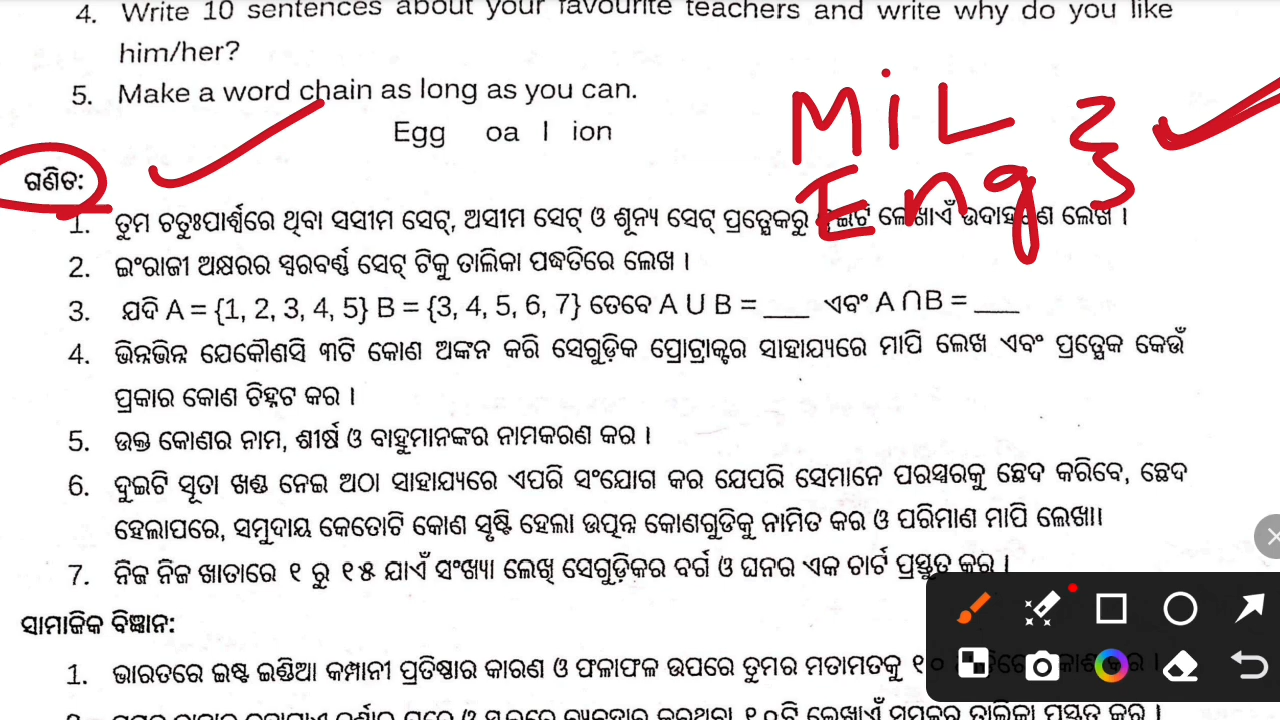 4. Write 10 sentences about your favourite teachers and write why do you like
him/her?
5. Make a word chain as long as you can.
Egg oa l ion
MiL
Eng
ଗଣିତ:
1. ତୁମ ଚତୁଃପାର୍ଶ୍ୱରେ ଥିବା ସସୀମ ସେଟ୍, ଅସୀମ ସେଟ୍ ଓ ଶୂନ୍ୟ ସେଟ୍ ପ୍ରତ୍ୟେକରୁ ଲେଖାଏଁ ଉଦାହରଣ ଲେଖ ।
2. ଇଂରାଜୀ ଅକ୍ଷରର ସ୍ୱରବର୍ଣ୍ଣ ସେଟ୍ ଟିକୁ ତାଲିକା ପଦ୍ଧତିରେ ଲେଖ ।
3. ଯଦି A = {1, 2, 3, 4, 5} B = {3, 4, 5, 6, 7} ତେବେ A U B = ___ ଏବଂ A ∩B = ___
4. ଭିନ୍ନଭିନ୍ନ ଯେକୌଣସି ୩ଟି କୋଣ ଅଙ୍କନ କରି ସେଗୁଡ଼ିକ ପ୍ରୋଟ୍ରାକ୍ଟର ସାହାଯ୍ୟରେ ମାପି ଲେଖ ଏବଂ ପ୍ରତ୍ୟେକ କେଉଁ
ପ୍ରକାର କୋଣ ଚିହ୍ନଟ କର ।
5. ଉକ୍ତ କୋଣର ନାମ, ଶୀର୍ଷ ଓ ବାହୁମାନଙ୍କର ନାମକରଣ କର ।
6. ଦୁଇଟି ସୂତା ଖଣ୍ଡ ନେଇ ଅଠା ସାହାଯ୍ୟରେ ଏପରି ସଂଯୋଗ କର ଯେପରି ସେମାନେ ପରସ୍ପରକୁ ଛେଦ କରିବେ, ଛେଦ
ହେଲାପରେ, ସମୁଦାୟ କେତୋଟି କୋଣ ସୃଷ୍ଟି ହେଲା ଉତ୍ପନ୍ନ କୋଣଗୁଡିକୁ ନାମିତ କର ଓ ପରିମାଣ ମାପି ଲେଖ।।
7. ନିଜ ନିଜ ଖାତାରେ ୧ ରୁ ୧୫ ଯାଏଁ ସଂଖ୍ୟା ଲେଖି ସେଗୁଡ଼ିକର ବର୍ଗ ଓ ଘନର ଏକ ଚାର୍ଟ ପ୍ରସ୍ତୁତ କର ।
ସାମାଜିକ ବିଜ୍ଞାନ:
1. ଭାରତରେ ଇଷ୍ଟ ଇଣ୍ଡିଆ କମ୍ପାନୀ ପ୍ରତିଷ୍ଠାର କାରଣ ଓ ଫଳାଫଳ ଉପରେ ତୁମର ମତାମତକୁ